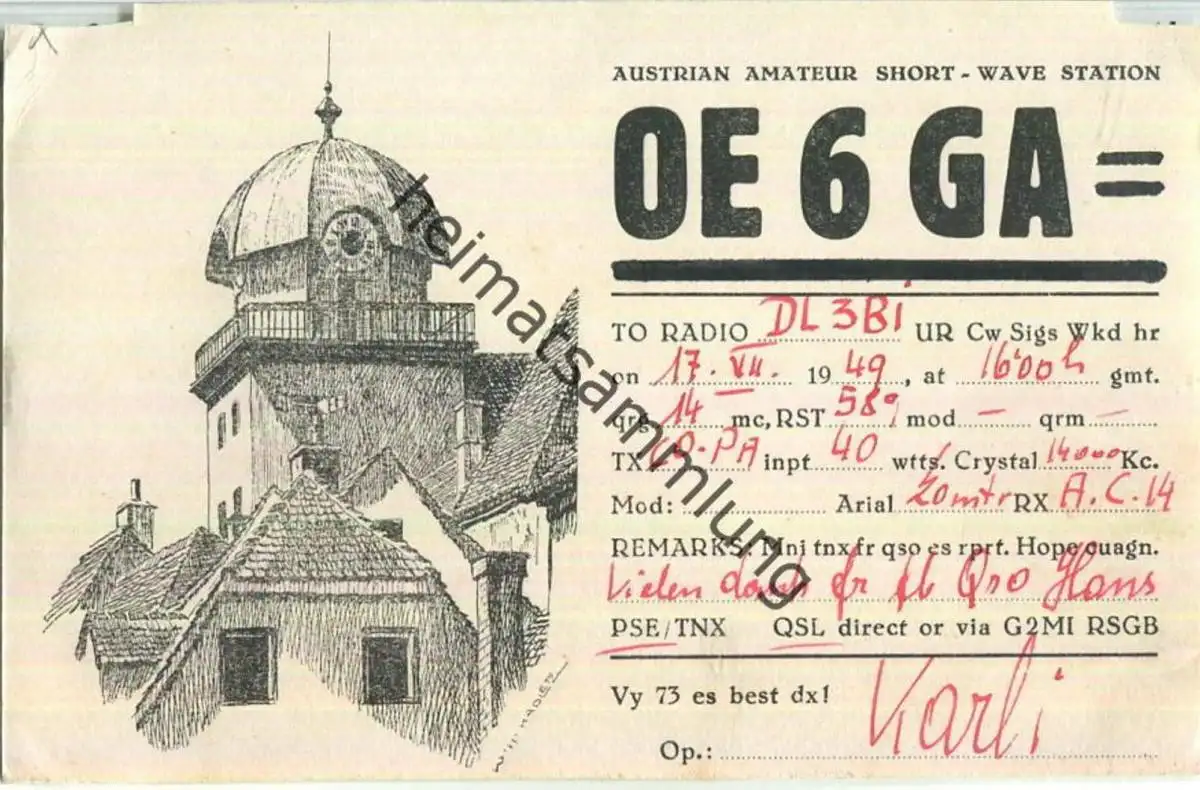 AUSTRIAN AMATEUR SHORT-WAVE STATION
OE 6 GA =
TO RADIO DL3Bi UR Cw Sigs Wkd hr
on 17. VII. 1949, at 16'00h gmt.
qrg 14 mc, RST 589 mod — qrm —
TX CO-PA inpt 40 wtts. Crystal 14000 Kc.
Mod: Arial 20mtr RX A.C.14
REMARKS: Mni tnx fr qso es rprt. Hope cuagn.
Vielen dank fr fb Qso Hans
PSE/TNX QSL direct or via G2MI RSGB
Vy 73 es best dx!
Karli
Op.:
heimatsammlung